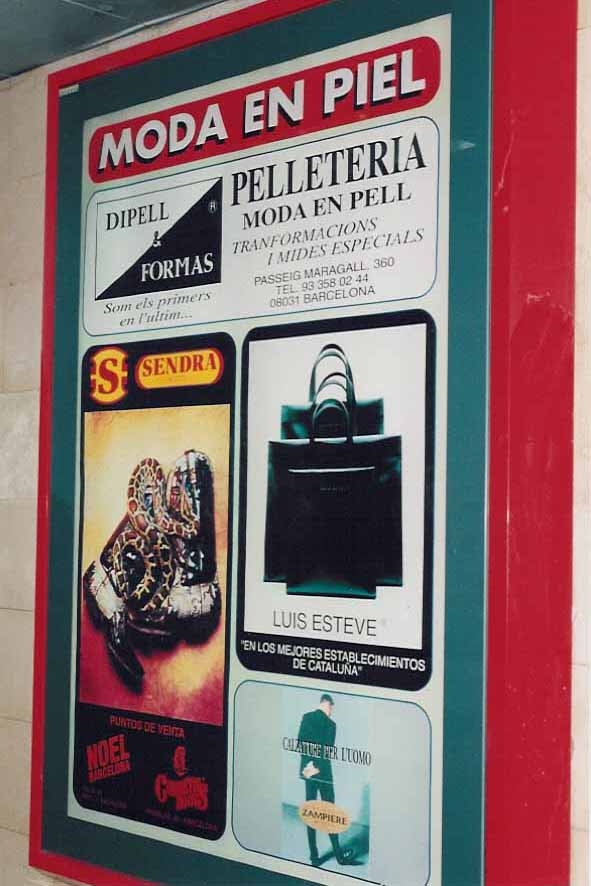 MODA EN PIEL
DIPELL
&
FORMAS
®
Som els primers
en l'ultim...
PELLETERIA
MODA EN PELL
TRANFORMACIONS
I MIDES ESPECIALS
PASSEIG MARAGALL, 360
TEL. 93 358 02 44
08031 BARCELONA
S SENDRA
PUNTOS DE VENTA
NOEL
BARCELONA
LUIS ESTEVE
"EN LOS MEJORES ESTABLECIMIENTOS
DE CATALUÑA"
CALZATURE PER L'UOMO
ZAMPIERE